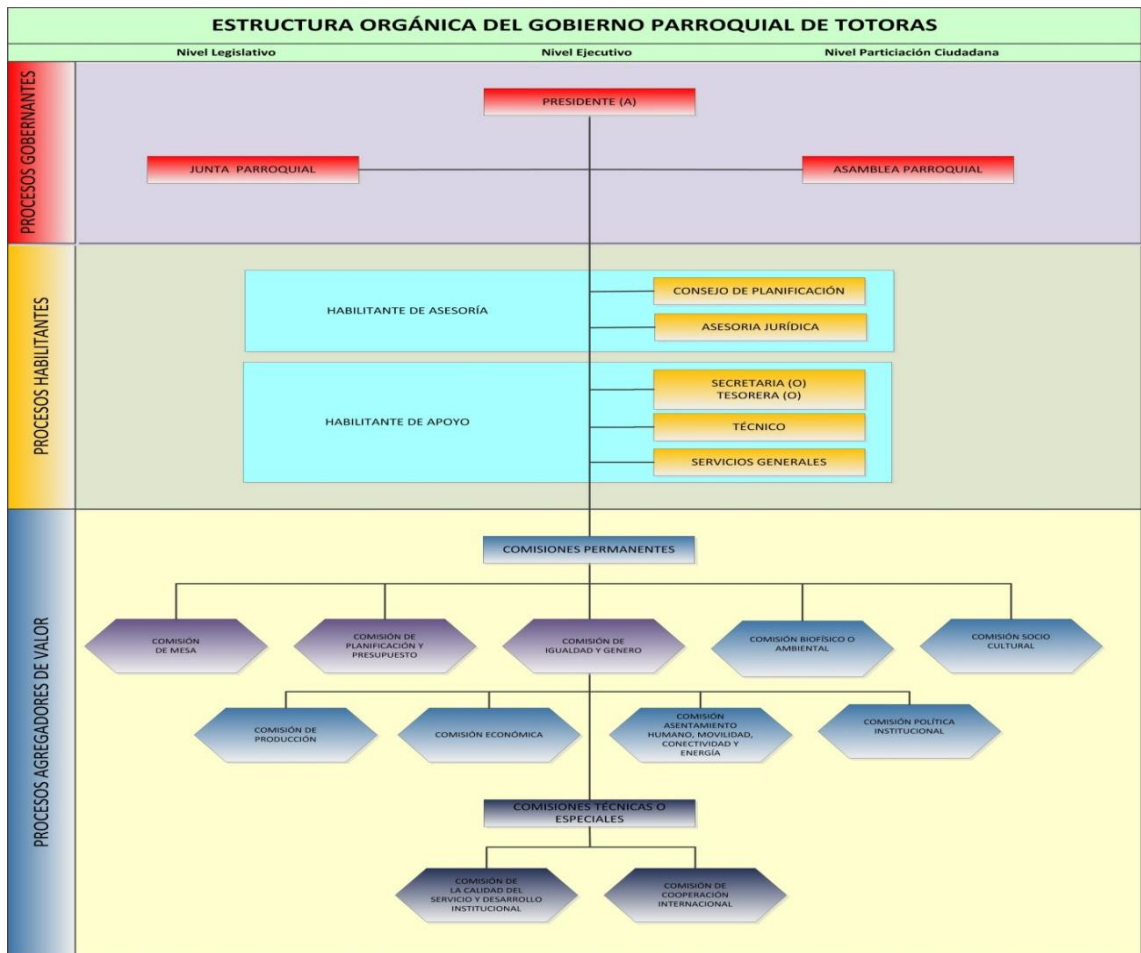 ESTRUCTURA ORGÁNICA DEL GOBIERNO PARROQUIAL DE TOTORAS
Nivel Legislativo
Nivel Ejecutivo
Nivel Particiación Ciudadana
PROCESOS GOBERNANTES
PRESIDENTE (A)
JUNTA PARROQUIAL
ASAMBLEA PARROQUIAL
PROCESOS HABILITANTES
HABILITANTE DE ASESORÍA
CONSEJO DE PLANIFICACIÓN
ASESORIA JURÍDICA
HABILITANTE DE APOYO
SECRETARIA (O)
TESORERA (O)
TÉCNICO
SERVICIOS GENERALES
PROCESOS AGREGADORES DE VALOR
COMISIONES PERMANENTES
COMISIÓN
DE MESA
COMISIÓN DE
PLANIFICACIÓN Y
PRESUPUESTO
COMISIÓN DE
IGUALDAD Y GENERO
COMISIÓN BIOFÍSICO O
AMBIENTAL
COMISIÓN SOCIO
CULTURAL
COMISIÓN DE
PRODUCCIÓN
COMISIÓN ECONÓMICA
COMISIÓN
ASENTAMIENTO
HUMANO, MOVILIDAD,
CONECTIVIDAD Y
ENERGÍA
COMISIÓN POLÍTICA
INSTITUCIONAL
COMISIONES TÉCNICAS O
ESPECIALES
COMISIÓN DE
LA CALIDAD DEL
SERVICIO Y DESARROLLO
INSTITUCIONAL
COMISIÓN DE
COOPERACIÓN
INTERNACIONAL